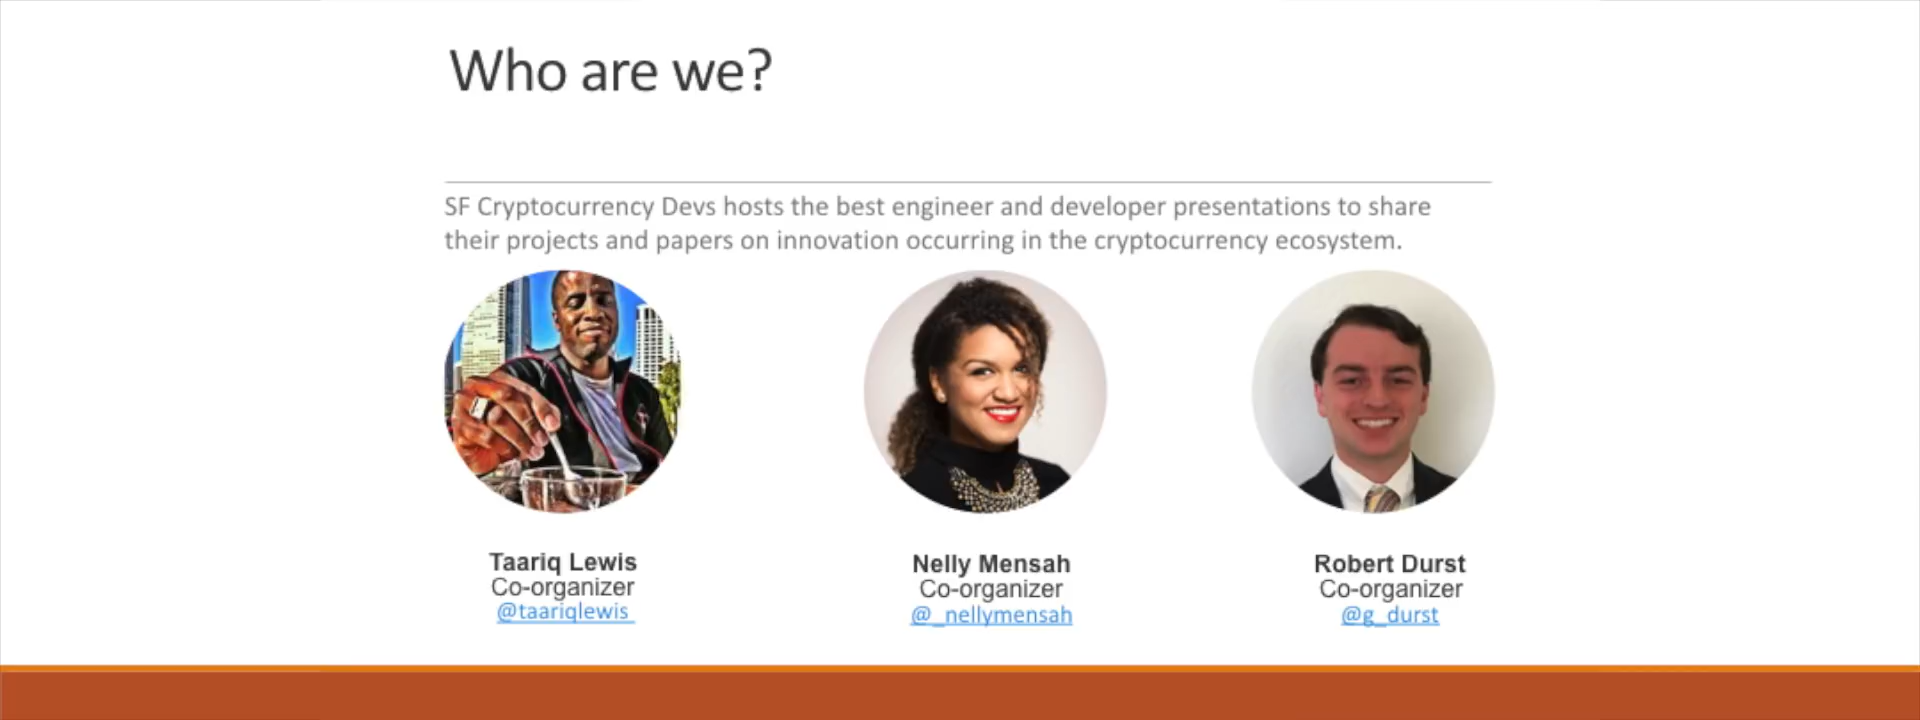 Who are we?
SF Cryptocurrency Devs hosts the best engineer and developer presentations to share
their projects and papers on innovation occurring in the cryptocurrency ecosystem.
Taariq Lewis
Co-organizer
@taariqlewis
Nelly Mensah
Co-organizer
@_nellymensah
Robert Durst
Co-organizer
@g_durst